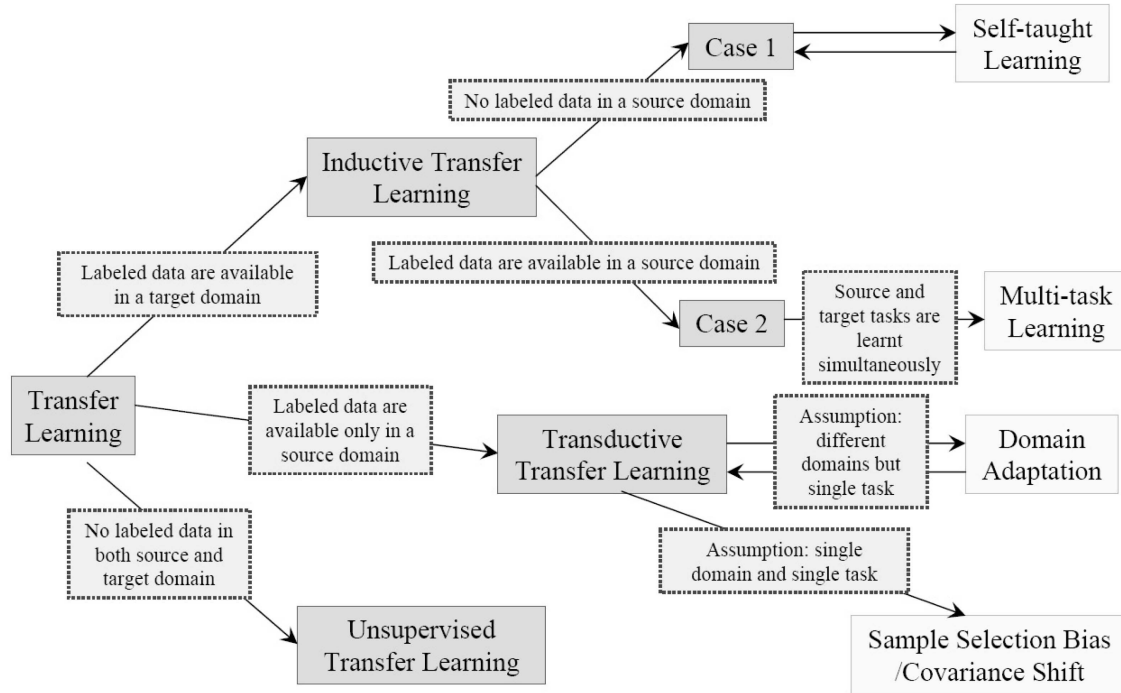 Case 1
Self-taught
Learning
No labeled data in a source domain
Inductive Transfer
Learning
Labeled data are available
in a target domain
Labeled data are available in a source domain
Case 2
Source and
target tasks are
learnt
simultaneously
Multi-task
Learning
Transfer
Learning
Labeled data are
available only in a
source domain
Transductive
Transfer Learning
Assumption:
different
domains but
single task
Domain
Adaptation
No labeled data in
both source and
target domain
Assumption: single
domain and single task
Unsupervised
Transfer Learning
Sample Selection Bias
/Covariance Shift